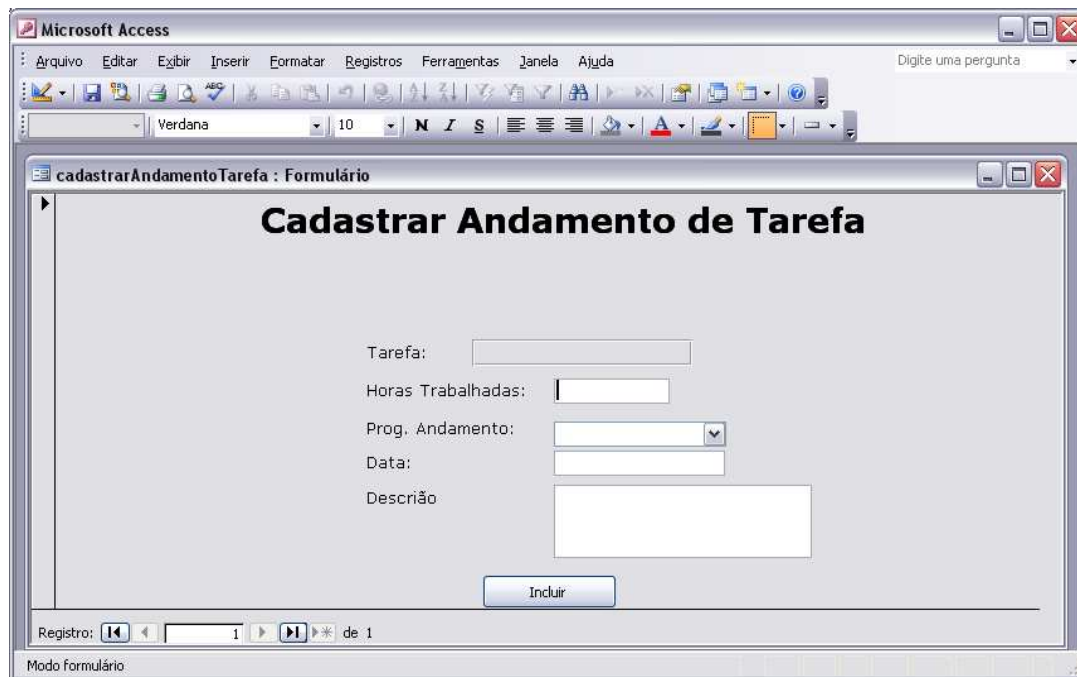 Microsoft Access
Arquivo Editar Exibir Inserir Formatar Registros Ferramentas Janela Ajuda Digite uma pergunta
Verdana 10 N I S A
cadastrarAndamentoTarefa : Formulário
Cadastrar Andamento de Tarefa
Tarefa:
Horas Trabalhadas:
Prog. Andamento:
Data:
Descrião
Incluir
Registro: 1 de 1
Modo formulário